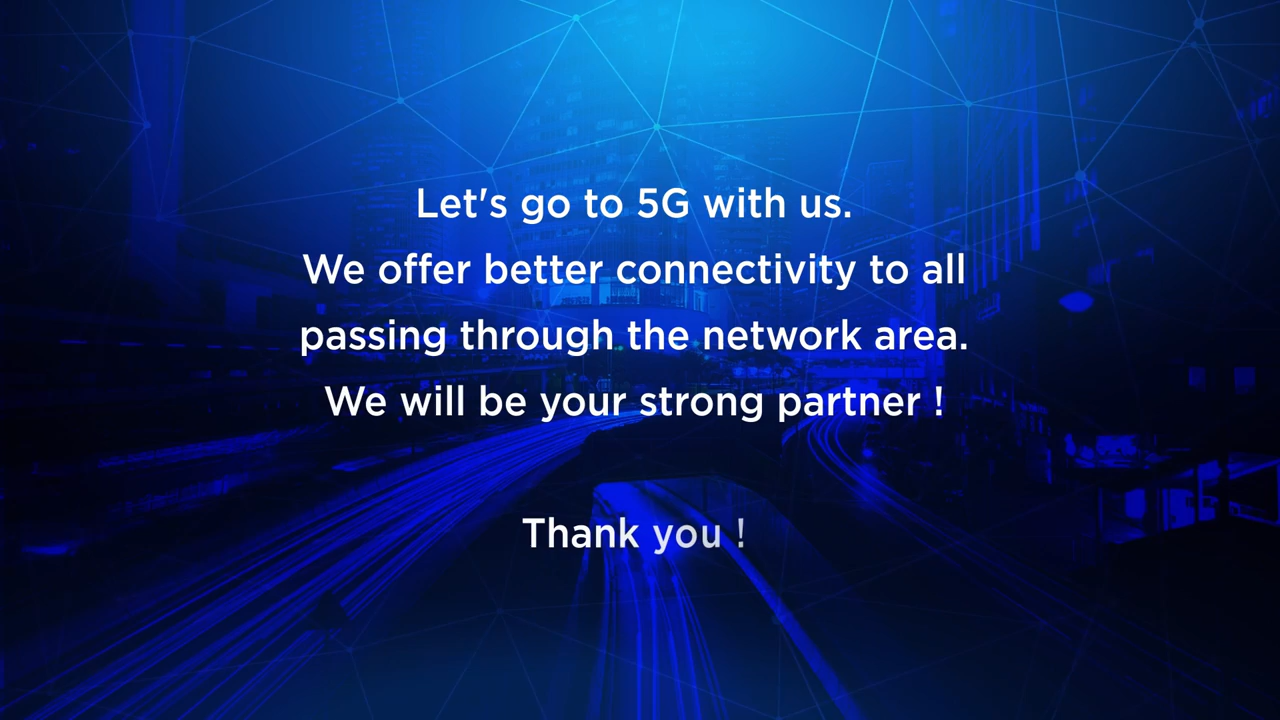 Let's go to 5G with us.
We offer better connectivity to all
passing through the network area.
We will be your strong partner !
Thank you !